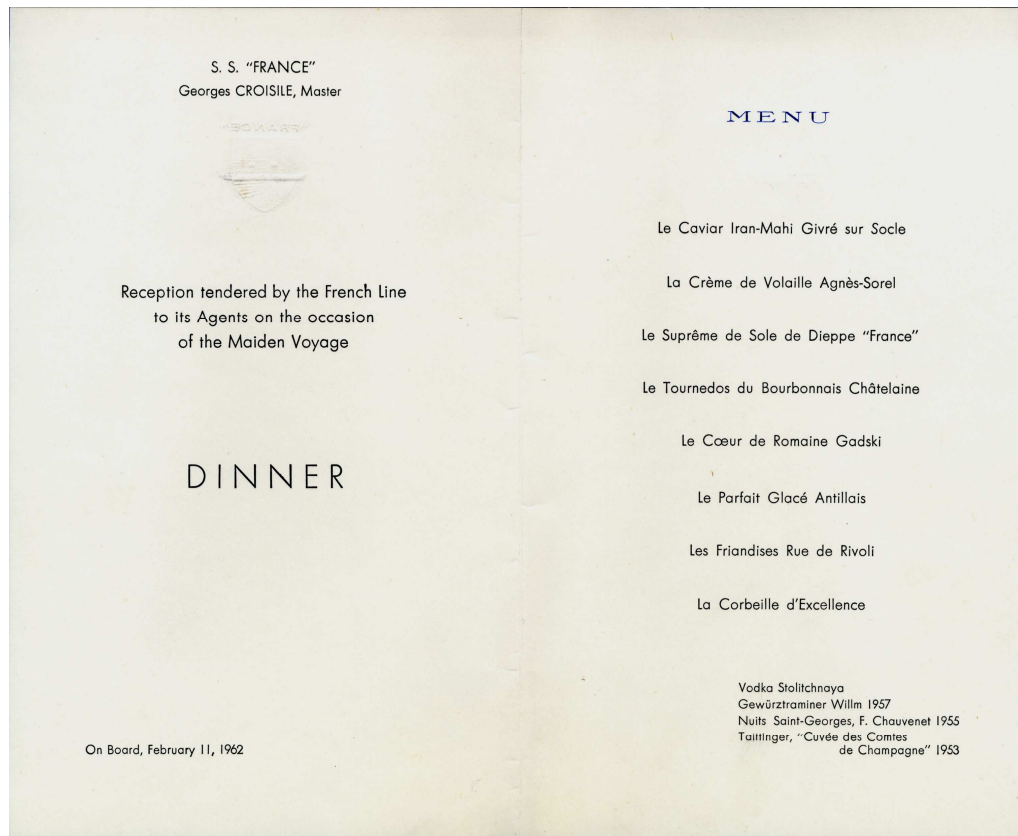 S. S. "FRANCE"
Georges CROISILE, Master
FRANCE
Reception tendered by the French Line
to its Agents on the occasion
of the Maiden Voyage
DINNER
On Board, February 11, 1962
MENU
Le Caviar Iran-Mahi Givré sur Socle
La Crème de Volaille Agnès-Sorel
Le Suprême de Sole de Dieppe "France"
Le Tournedos du Bourbonnais Châtelaine
Le Cœur de Romaine Gadski
Le Parfait Glacé Antillais
Les Friandises Rue de Rivoli
La Corbeille d'Excellence
Vodka Stolitchnaya
Gewürztraminer Willm 1957
Nuits Saint-Georges, F. Chauvenet 1955
Taittinger, "Cuvée des Comtes
de Champagne" 1953